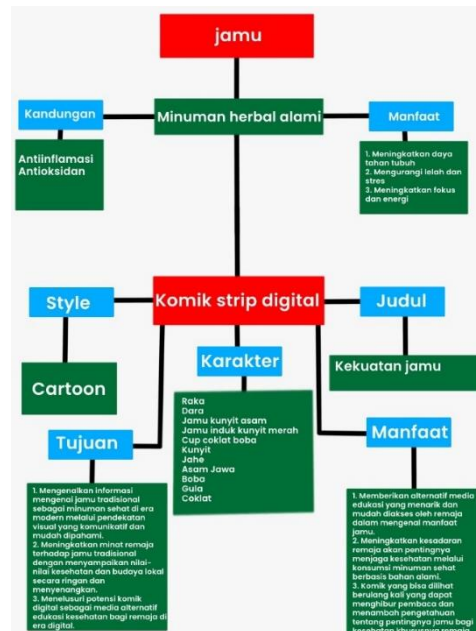 jamu
Kandungan
Minuman herbal alami
Manfaat
Antiinflamasi
Antioksidan
1. Meningkatkan daya
tahan tubuh
2. Mengurangi lelah dan
stres
3. Meningkatkan fokus
dan energi
Style
Komik strip digital
Judul
Cartoon
Karakter
Kekuatan jamu
Raka
Dara
Jamu kunyit asam
Jamu induk kunyit merah
Cup coklat boba
Kunyit
Jahe
Asam Jawa
Boba
Gula
Coklat
Tujuan
1. Mengenalkan informasi
mengenai jamu tradisional
sebagai minuman sehat di era
modern melalui pendekatan
visual yang komunikatif dan
mudah dipahami.
2. Meningkatkan minat remaja
terhadap jamu tradisional
dengan menyampaikan nilai-
nilai kesehatan dan budaya lokal
secara ringan dan
menyenangkan.
3. Menelusuri potensi komik
digital sebagai media alternatif
edukasi kesehatan bagi remaja di
era digital.
Manfaat
1. Memberikan alternatif media
edukasi yang menarik dan
mudah diakses oleh remaja
dalam mengenal manfaat
jamu.
2. Meningkatkan kesadaran
remaja akan pentingnya
menjaga kesehatan melalui
konsumsi minuman sehat
berbasis bahan alami.
3. Komik yang bisa dilihat
berulang kali yang dapat
menghibur pembaca dan
menambah pengetahuan
tentang pentingnya jamu bagi
kesehatan khususnya remaja